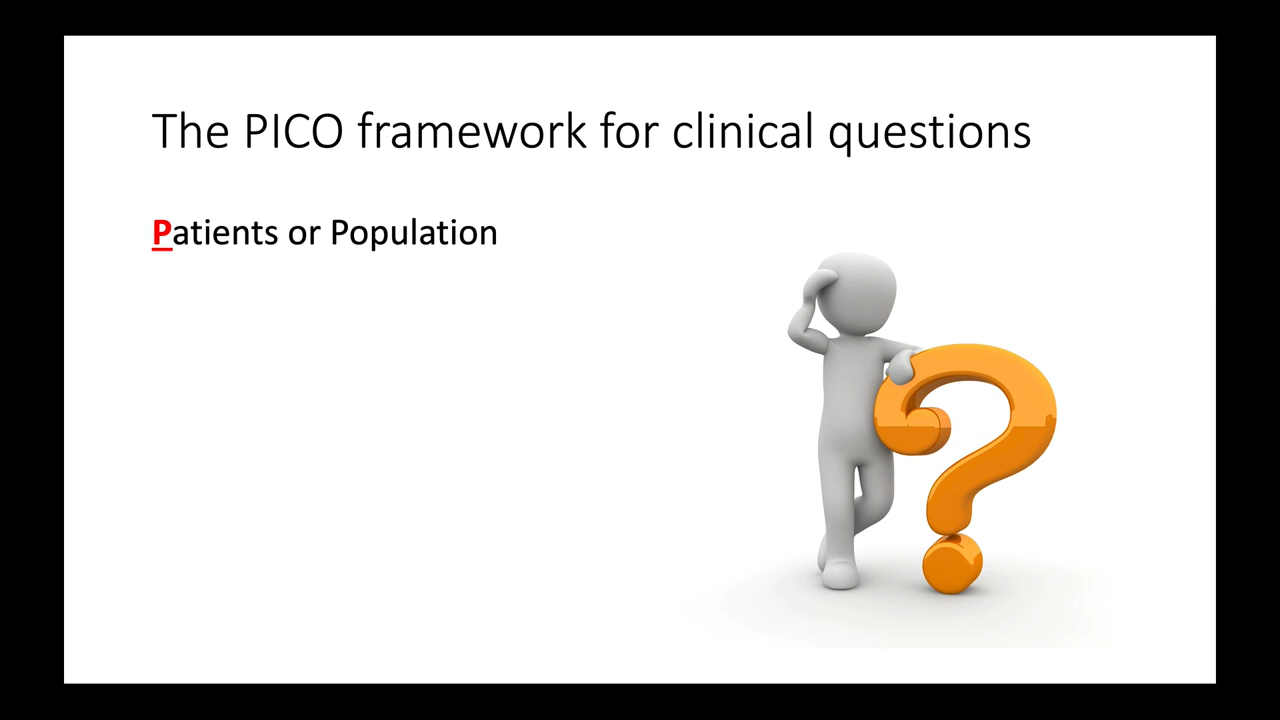 The PICO framework for clinical questions
Patients or Population